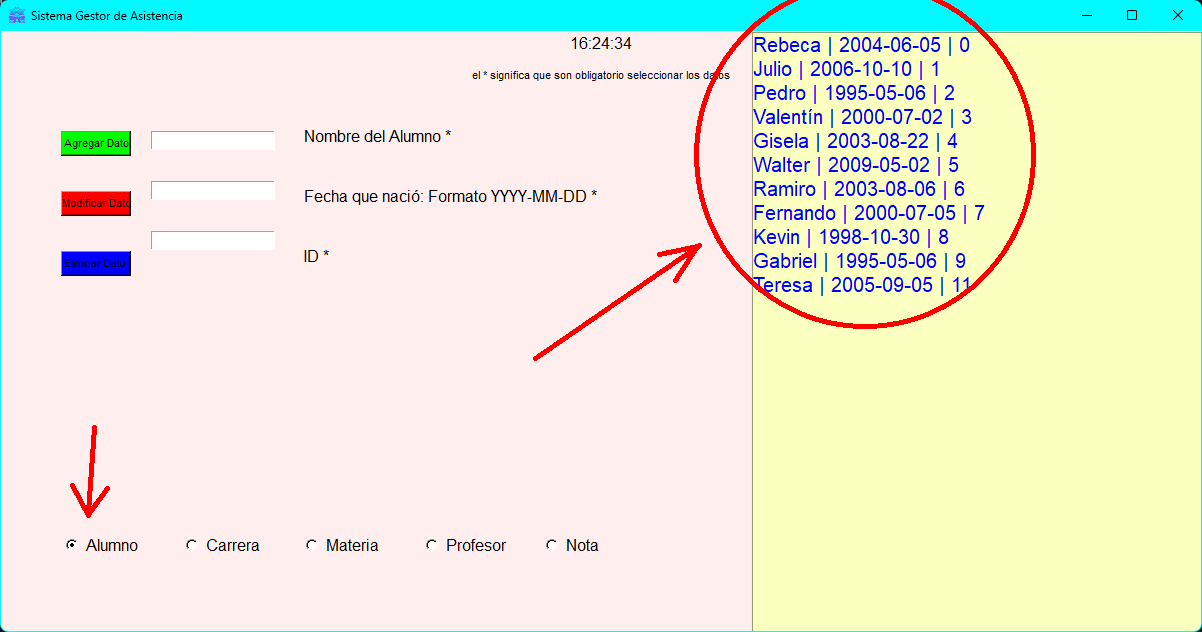 Sistema Gestor de Asistencia
16:24:34
el * significa que son obligatorio seleccionar los datos
Agregar Dato
Nombre del Alumno *
Modificar Dato
Fecha que nació: Formato YYYY-MM-DD *
Eliminar Dato
ID *
Alumno
Carrera
Materia
Profesor
Nota
Rebeca | 2004-06-05 | 0
Julio | 2006-10-10 | 1
Pedro | 1995-05-06 | 2
Valentín | 2000-07-02 | 3
Gisela | 2003-08-22 | 4
Walter | 2009-05-02 | 5
Ramiro | 2003-08-06 | 6
Fernando | 2000-07-05 | 7
Kevin | 1998-10-30 | 8
Gabriel | 1995-05-06 | 9
Teresa | 2005-09-05 | 11